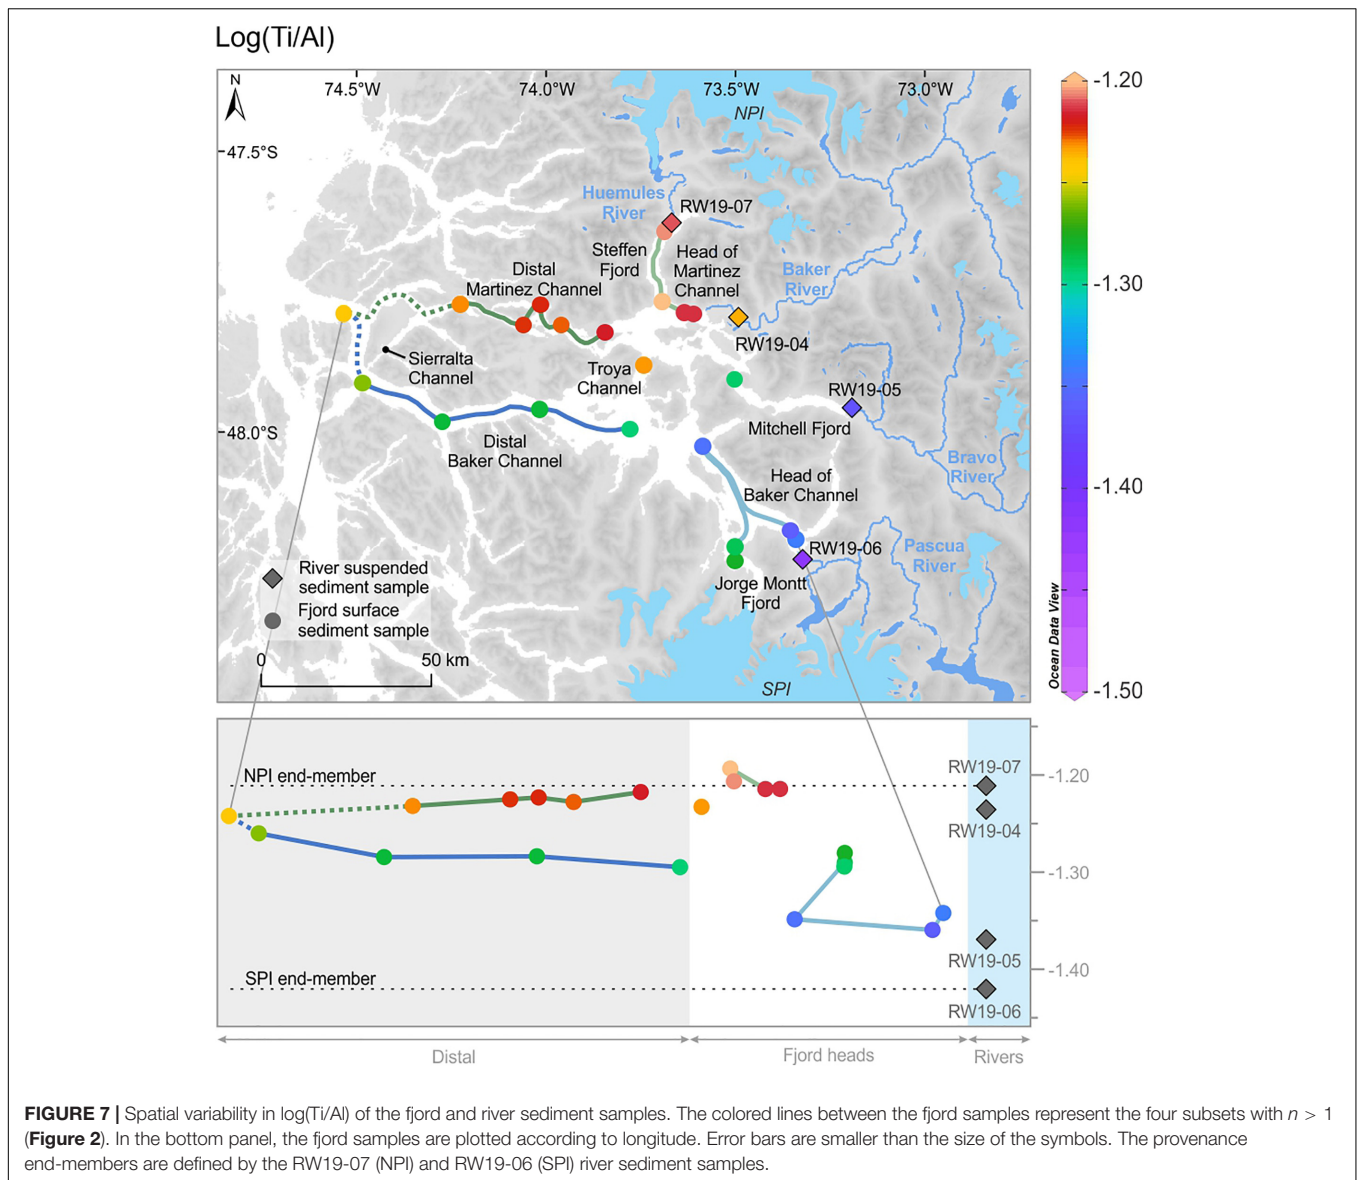 Log(Ti/Al)
N
74.5°W
74.0°W
73.5°W
73.0°W
NPI
47.5°S
48.0°S
Huemules
River
RW19-07
Steffen
Fjord
Head of
Martinez
Channel
Baker
River
Distal
Martinez Channel
RW19-04
Sierralta
Channel
Troya
Channel
RW19-05
Mitchell Fjord
Distal
Baker Channel
Bravo
River
Head of
Baker Channel
RW19-06
Pascua
River
Jorge Montt
Fjord
River suspended
sediment sample
Fjord surface
sediment sample
0
50 km
SPI
-1.20
-1.30
-1.40
-1.50
Ocean Data View
NPI end-member
SPI end-member
RW19-07
RW19-04
RW19-05
RW19-06
-1.20
-1.30
-1.40
Distal
Fjord heads
Rivers
FIGURE 7 | Spatial variability in log(Ti/Al) of the fjord and river sediment samples. The colored lines between the fjord samples represent the four subsets with n > 1
(Figure 2). In the bottom panel, the fjord samples are plotted according to longitude. Error bars are smaller than the size of the symbols. The provenance
end-members are defined by the RW19-07 (NPI) and RW19-06 (SPI) river sediment samples.